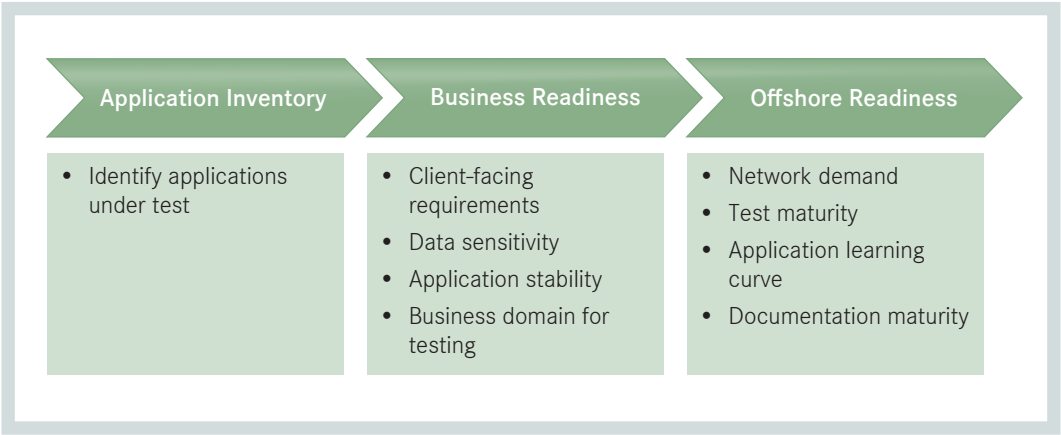 Application Inventory
• Identify applications
under test
Business Readiness
• Client-facing
requirements
• Data sensitivity
• Application stability
• Business domain for
testing
Offshore Readiness
• Network demand
• Test maturity
• Application learning
curve
• Documentation maturity